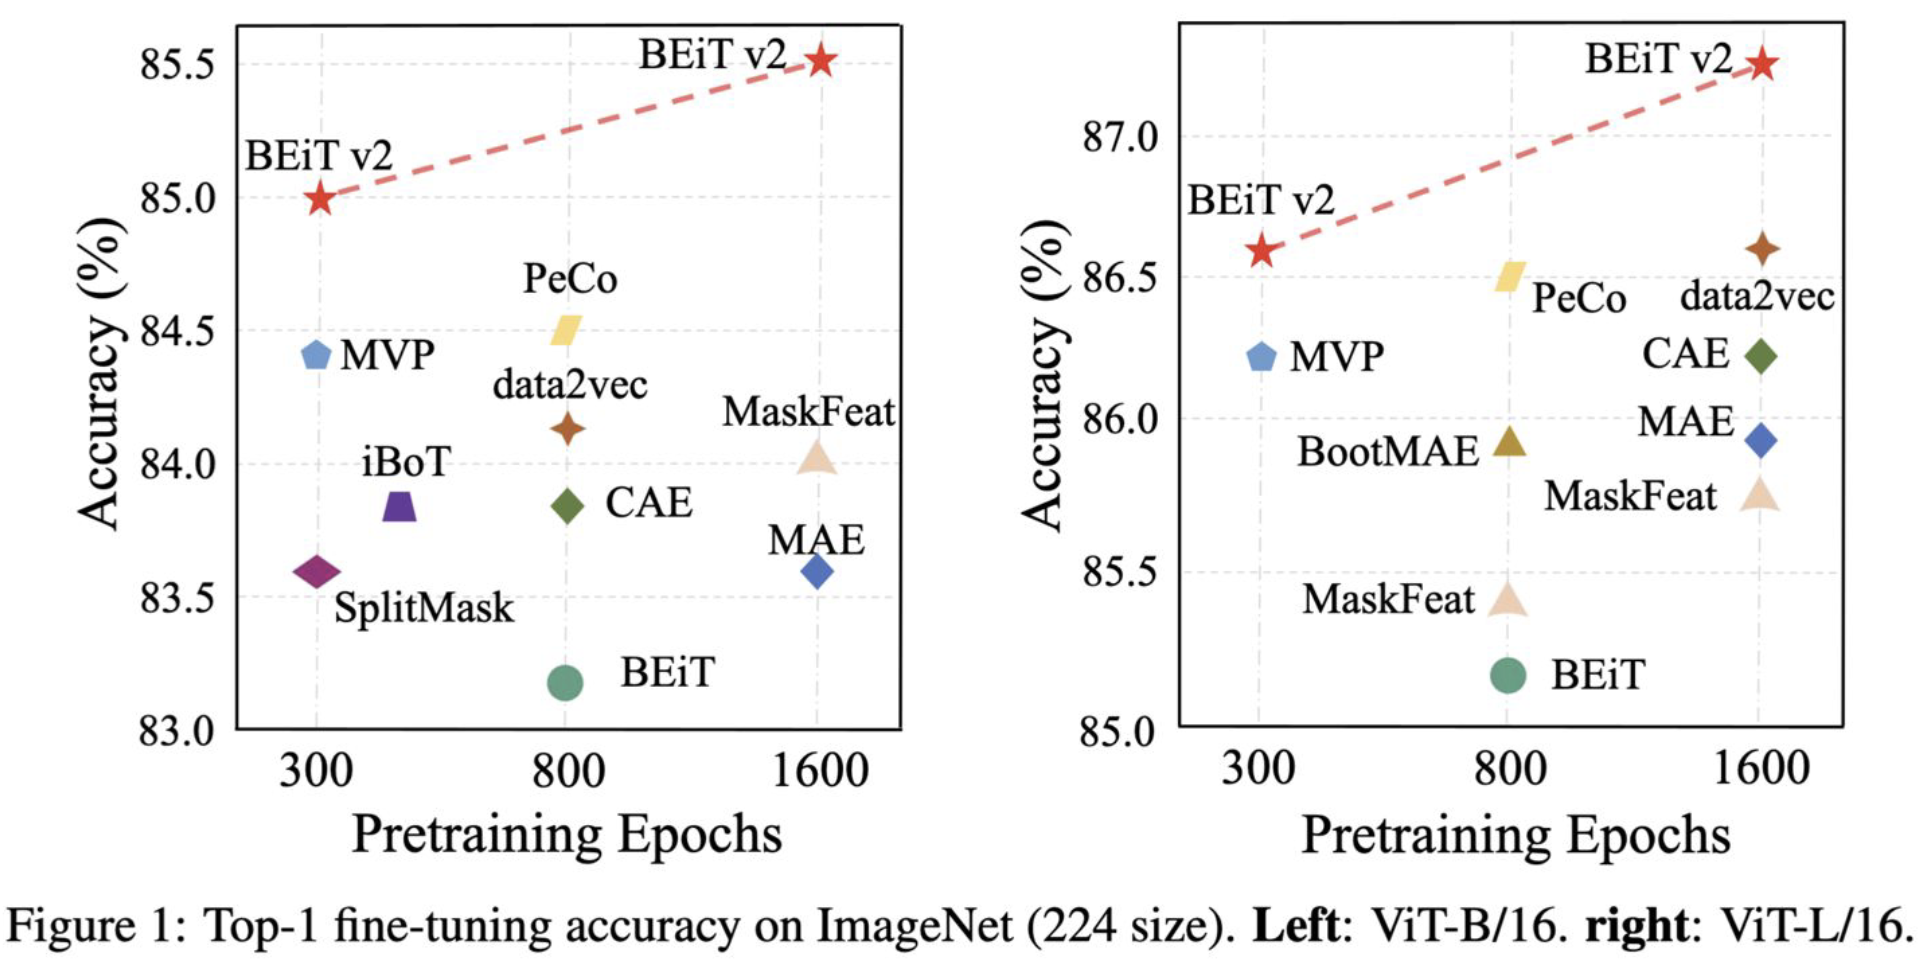 85.5
85.0
84.5
84.0
83.5
83.0
Accuracy (%)
BEiT v2
BEiT v2
PeCo
MVP
data2vec
MaskFeat
iBoT
CAE
MAE
SplitMask
BEiT
300 800 1600
Pretraining Epochs
87.0
86.5
86.0
85.5
85.0
Accuracy (%)
BEiT v2
BEiT v2
PeCo
data2vec
MVP
CAE
MAE
BootMAE
MaskFeat
MaskFeat
BEiT
300 800 1600
Pretraining Epochs
Figure 1: Top-1 fine-tuning accuracy on ImageNet (224 size). Left: ViT-B/16. right: ViT-L/16.